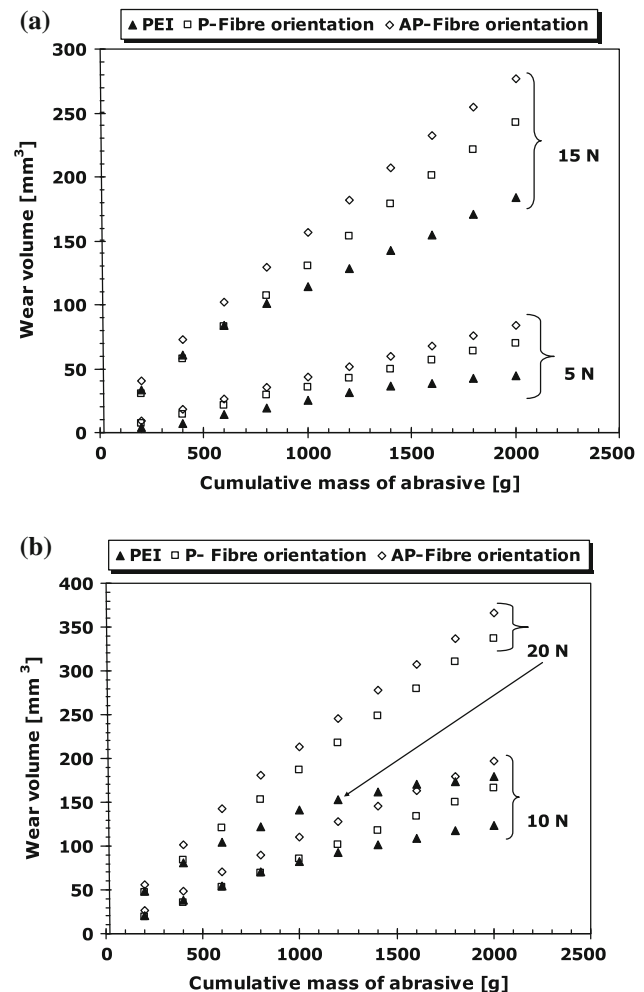 (a)
PEI P-Fibre orientation AP-Fibre orientation
300
250
200
150
100
50
0
Wear volume [mm³]
15 N
5 N
0 500 1000 1500 2000 2500
Cumulative mass of abrasive [g]
(b)
PEI P- Fibre orientation AP-Fibre orientation
400
350
300
250
200
150
100
50
0
Wear volume [mm³]
20 N
10 N
0 500 1000 1500 2000 2500
Cumulative mass of abrasive [g]